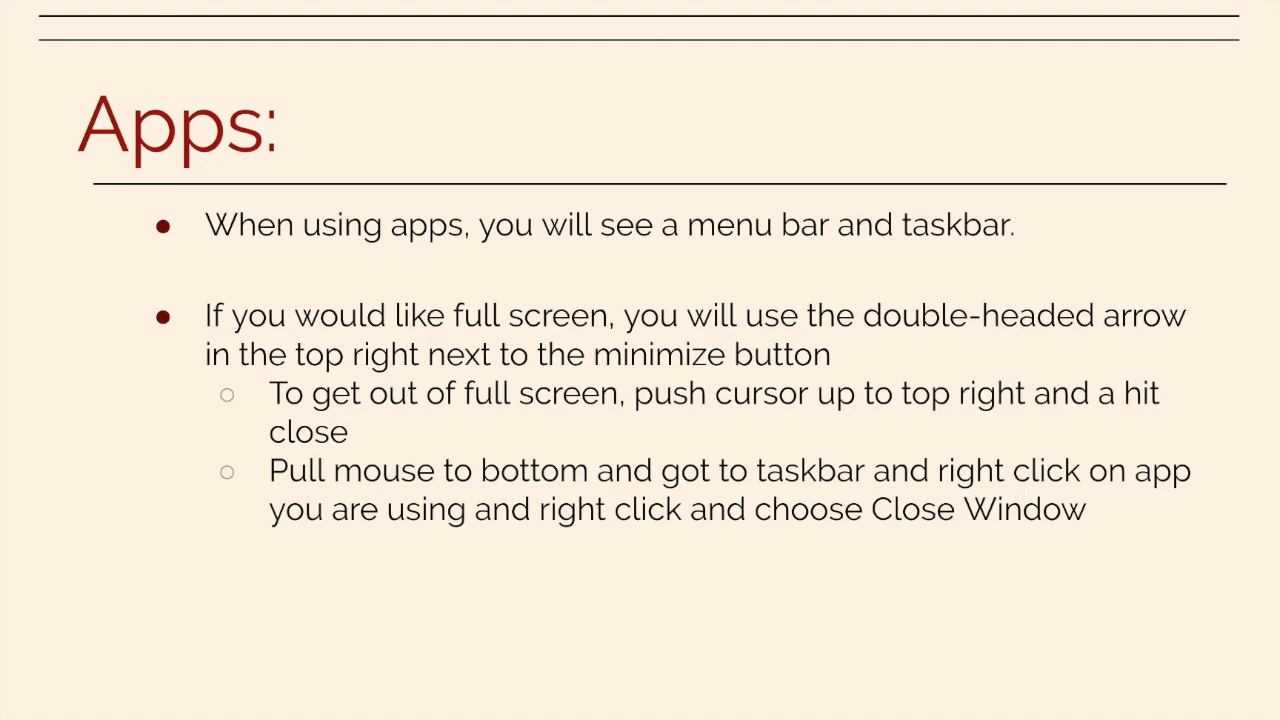 Apps:
● When using apps, you will see a menu bar and taskbar.
● If you would like full screen, you will use the double-headed arrow
in the top right next to the minimize button
○ To get out of full screen, push cursor up to top right and a hit
close
○ Pull mouse to bottom and got to taskbar and right click on app
you are using and right click and choose Close Window